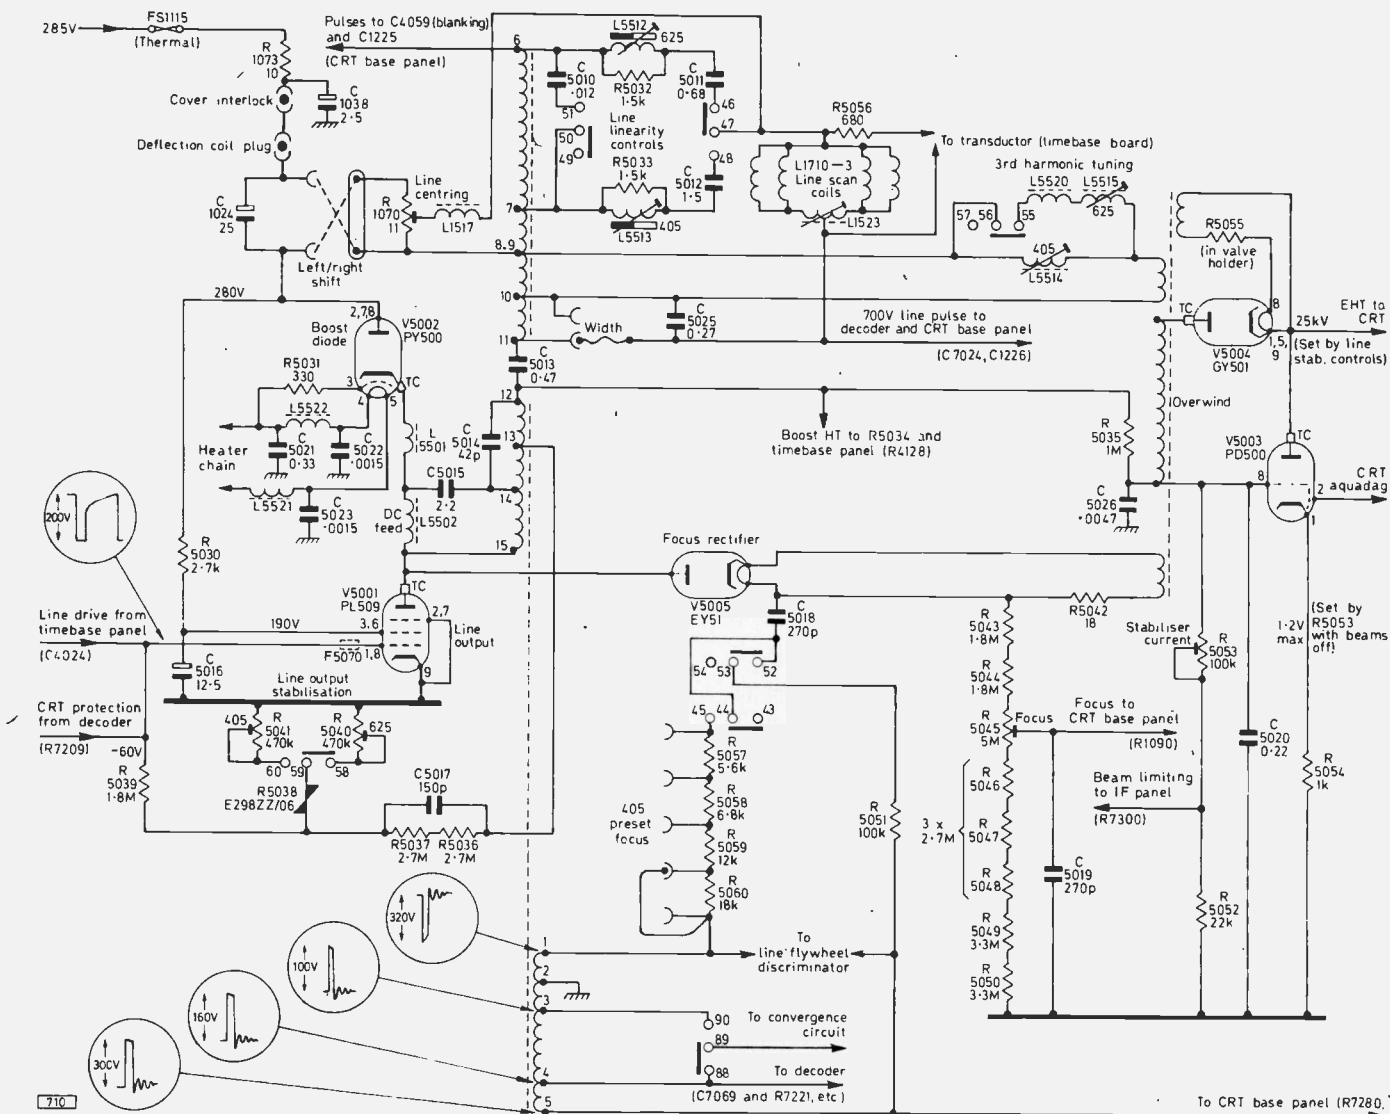 285V
FS1115
(Thermal)
R
1073
10
Cover interlock
C
1038
2·5
Deflection coil plug
C
1024
25
Left/right
shift
R
1070
11
Line
centring
L1517
Pulses to C4059 (blanking)
and C1225
(CRT base panel)
6
7
8.9
10
11
12
13
14
15
C
5010
·012
L5512
625
R5032
1·5k
C
5011
0·68
51
50
49
Line
linearity
controls
46
47
48
R5033
1·5k
C
5012
1·5
L5513
405
R5056
680
To transductor (timebase board)
L1710-3
Line scan
coils
L1523
3rd harmonic tuning
L5520
L5515
625
57
56
55
405
L5514
R5055
(in valve
holder)
TC
8
V5004
GY501
1,5,
9
25kV
EHT to
CRT
(Set by line
stab. controls)
Overwind
280V
Boost
diode
2,7,8
V5002
PY500
R5031
330
3
4
5
TC
L5522
C
5021
0·33
C
5022
·0015
Heater
chain
L5521
C
5023
·0015
L
5501
C
5014
42p
C5015
2·2
DC
feed
L5502
C
5013
0·47
Width
C
5025
0·27
700V line pulse to
decoder and CRT base panel
(C7024, C1226)
Boost HT to R5034 and
timebase panel (R4128)
R
5035
1M
C
5026
·0047
V5003
PD500
TC
8
2
1
CRT
aquadag
200V
R
5030
2·7k
Line drive from
timebase panel
(C4024)
190V
V5001
PL509
TC
3.6
2,7
F5070
1,8
9
Line
output
C
5016
12·5
Line output
stabilisation
CRT protection
from decoder
(R7209)
-60V
R
5039
1·8M
405
R
5041
470k
R
5040
470k
625
60
59
58
R5038
E298ZZ/06
C5017
150p
R5037
2·7M
R5036
2·7M
Focus rectifier
V5005
EY51
C
5018
270p
54
53
52
45
44
43
R
5057
5·6k
R
5058
6·8k
R
5059
12k
R
5060
18k
405
preset
focus
R
5051
100k
R5042
18
R
5043
1·8M
R
5044
1·8M
R
5045
5M
Focus
Focus to
CRT base panel
(R1090)
R
5046
R
5047
R
5048
3 x
2·7M
R
5049
3·3M
R
5050
3·3M
C
5019
270p
Stabiliser
current
R
5053
100k
1·2V
max
(Set by
R5053
with beams
off!)
Beam limiting
to IF panel
(R7300)
R
5052
22k
C
5020
0·22
R
5054
1k
320V
100V
160V
300V
1
2
3
4
5
To
line flywheel
discriminator
90
89
88
To convergence
circuit
To decoder
(C7069 and R7221, etc)
To CRT base panel (R7280,
710